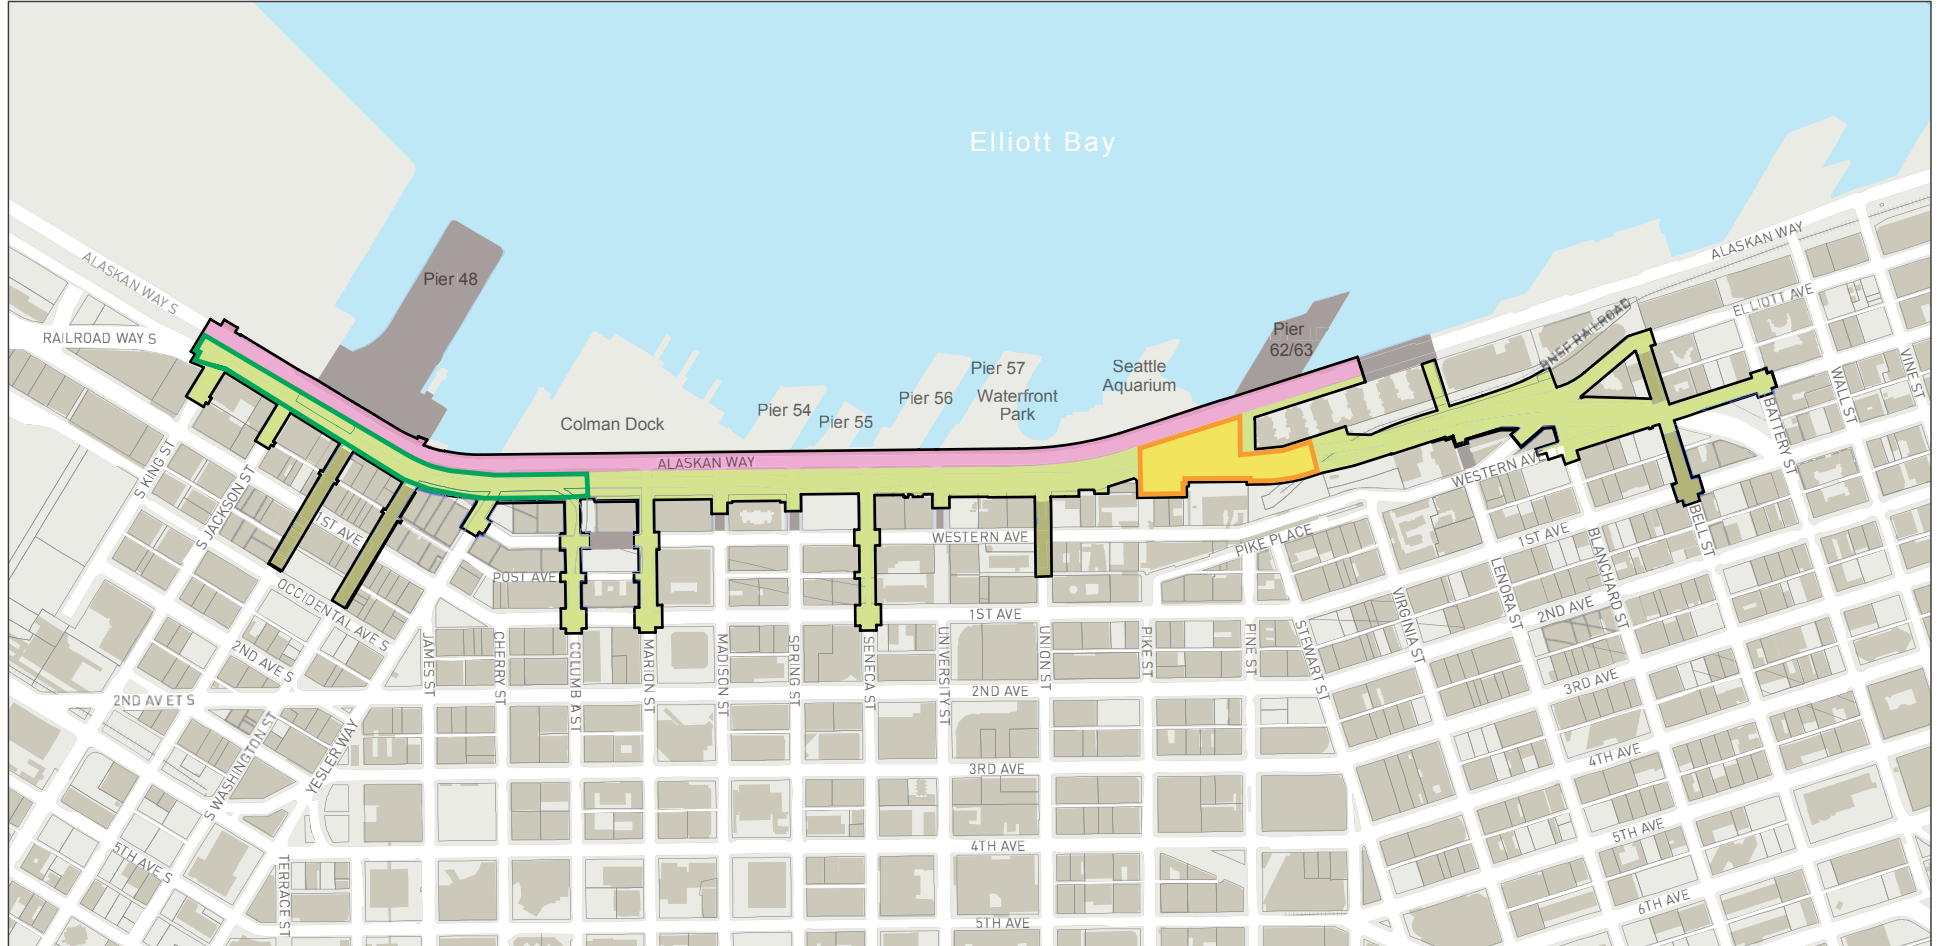 Elliott Bay
ALASKAN WAY
ALASKAN WAY S
Pier 48
ELLIOTT AVE
BNSF RAILROAD
RAILROAD WAY S
Pier
62/63
VINE ST
Pier 57
Seattle
Aquarium
WALL ST
Pier 56
Waterfront
Park
Pier 54
Pier 55
Colman Dock
BATTERY ST
ALASKAN WAY
S KING ST
WESTERN AVE
S JACKSON ST
1ST AVE
WESTERN AVE
PIKE PLACE
1ST AVE
BELL ST
BLANCHARD ST
POST AVE
LENORA ST
OCCIDENTAL AVE S
1ST AVE
2ND AVE
VIRGINIA ST
JAMES ST
CHERRY ST
COLUMBIA ST
MARION ST
MADISON ST
SPRING ST
SENECA ST
UNIVERSITY ST
UNION ST
PIKE ST
PINE ST
STEWART ST
2ND AVE S
2ND AVE
3RD AVE
2ND AV ET S
S WASHINGTON ST
YESLER WAY
3RD AVE
4TH AVE
5TH AVE S
4TH AVE
5TH AVE
TERRACE ST
6TH AVE
5TH AVE